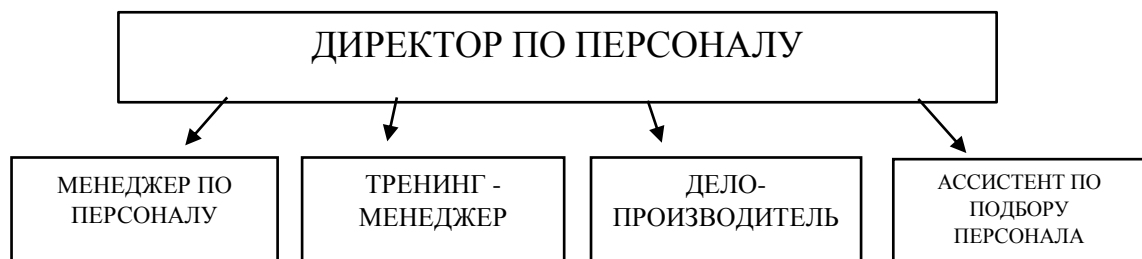 ДИРЕКТОР ПО ПЕРСОНАЛУ
МЕНЕДЖЕР ПО
ПЕРСОНАЛУ
ТРЕНИНГ -
МЕНЕДЖЕР
ДЕЛО-
ПРОИЗВОДИТЕЛЬ
АССИСТЕНТ ПО
ПОДБОРУ
ПЕРСОНАЛА